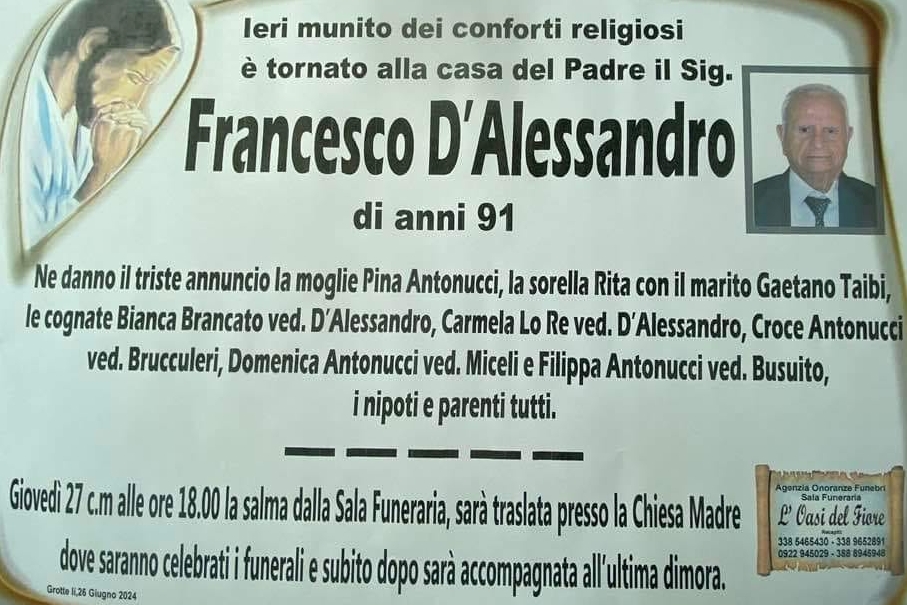 Ieri munito dei conforti religiosi
è tornato alla casa del Padre il Sig.
Francesco D'Alessandro
di anni 91
Ne danno il triste annuncio la moglie Pina Antonucci, la sorella Rita con il marito Gaetano Taibi,
le cognate Bianca Brancato ved. D'Alessandro, Carmela Lo Re ved. D'Alessandro, Croce Antonucci
ved. Brucculeri, Domenica Antonucci ved. Miceli e Filippa Antonucci ved. Busuito,
i nipoti e parenti tutti.
Giovedì 27 c.m alle ore 18.00 la salma dalla Sala Funeraria, sarà traslata presso la Chiesa Madre
dove saranno celebrati i funerali e subito dopo sarà accompagnata all'ultima dimora.
Grotte li,26 Giugno 2024
Agenzia Onoranze Funebri
Sala Funeraria
L' Oasi del Fiore
338 5465430 - 338 9652891
0922 945029 - 388 8946948